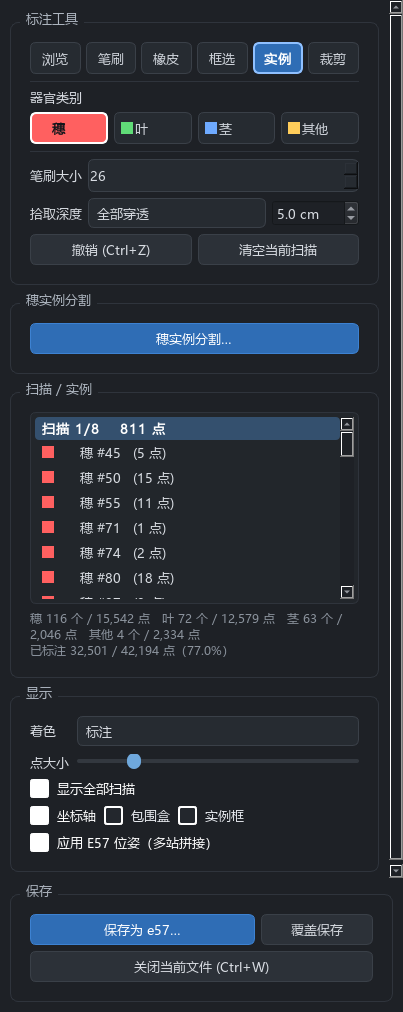 标注工具
浏览 笔刷 橡皮 框选 实例 裁剪
器官类别
穗 叶 茎 其他
笔刷大小 26
拾取深度 全部穿透 5.0 cm
撤销 (Ctrl+Z) 清空当前扫描
穗实例分割
穗实例分割...
扫描 / 实例
扫描 1/8 811 点
穗 #45 (5 点)
穗 #50 (15 点)
穗 #55 (11 点)
穗 #71 (1 点)
穗 #74 (2 点)
穗 #80 (18 点)
穗 116 个 / 15,542 点 叶 72 个 / 12,579 点 茎 63 个 /
2,046 点 其他 4 个 / 2,334 点
已标注 32,501 / 42,194 点 (77.0%)
显示
着色 标注
点大小
显示全部扫描
坐标轴 包围盒 实例框
应用 E57 位姿（多站拼接）
保存
保存为 e57... 覆盖保存
关闭当前文件 (Ctrl+W)